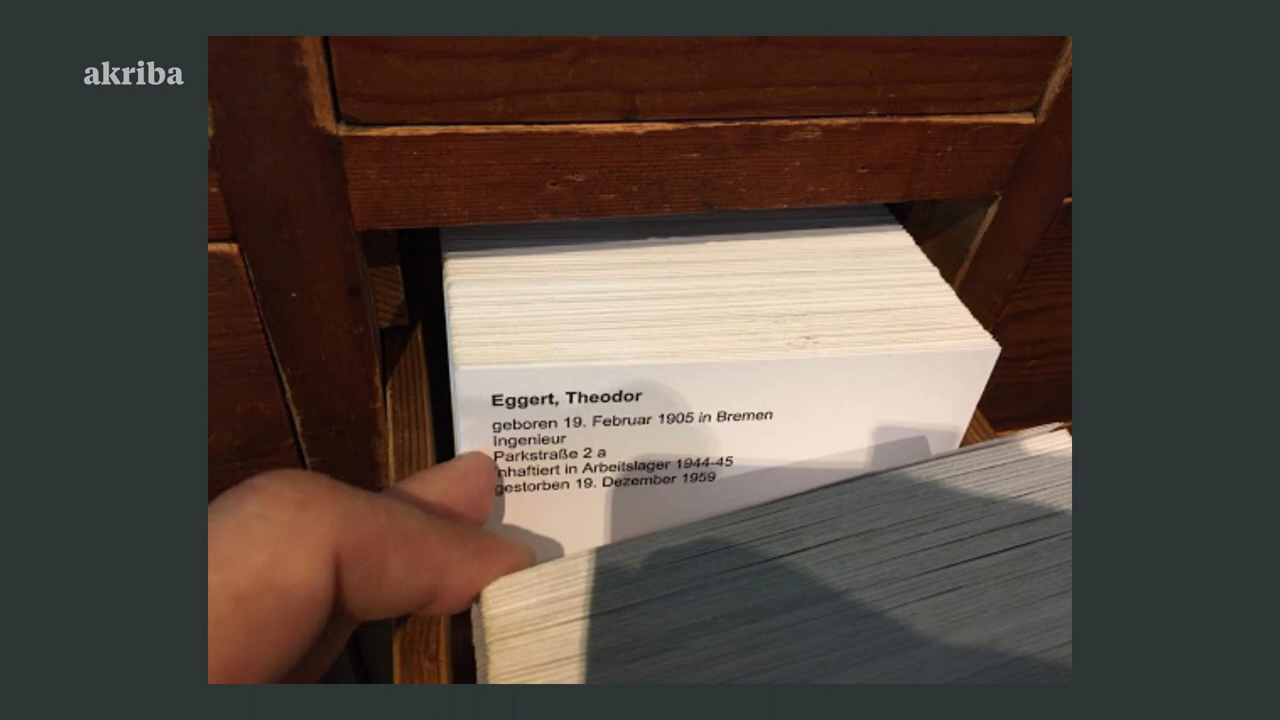 akriba
Eggert, Theodor
geboren 19. Februar 1905 in Bremen
Ingenieur
Parkstraße 2 a
inhaftiert in Arbeitslager 1944-45
gestorben 19. Dezember 1959